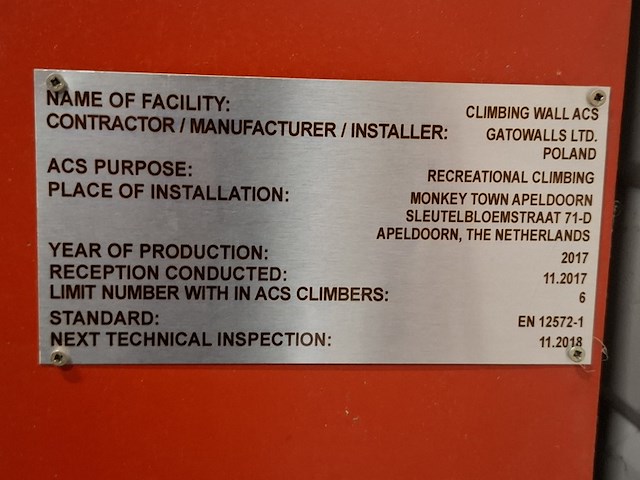 NAME OF FACILITY: CLIMBING WALL ACS
CONTRACTOR / MANUFACTURER / INSTALLER: GATOWALLS LTD.
POLAND
ACS PURPOSE: RECREATIONAL CLIMBING
PLACE OF INSTALLATION: MONKEY TOWN APELDOORN
SLEUTELBLOEMSTRAAT 71-D
APELDOORN, THE NETHERLANDS
YEAR OF PRODUCTION: 2017
RECEPTION CONDUCTED: 11.2017
LIMIT NUMBER WITH IN ACS CLIMBERS: 6
STANDARD: EN 12572-1
NEXT TECHNICAL INSPECTION: 11.2018